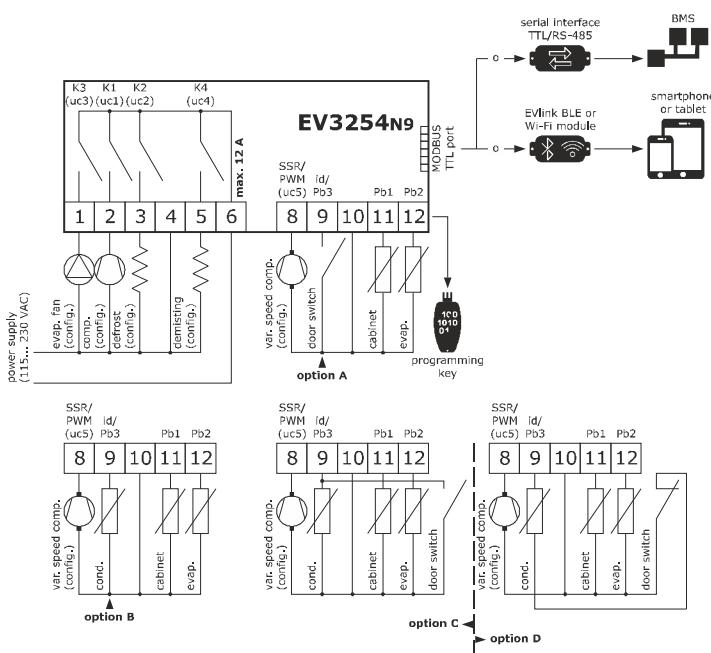 serial interface
TTL/RS-485
BMS
K3 K1 K2 K4
(uc3) (uc1) (uc2) (uc4)
EV3254N9
max. 12 A
MODBUS
TTL port
EVlink BLE or
Wi-Fi module
smartphone
or tablet
SSR/
PWM id/
(uc5) Pb3 Pb1 Pb2
1 2 3 4 5 6 8 9 10 11 12
power supply
(115... 230 VAC)
evap. fan
(config.)
comp.
(config.)
defrost
(config.)
demisting
(config.)
var. speed comp.
(config.)
door switch
cabinet
evap.
option A
100
1010
01
programming
key
SSR/
PWM id/
(uc5) Pb3 Pb1 Pb2
8 9 10 11 12
var. speed comp.
(config.)
cond.
cabinet
evap.
option B
SSR/
PWM id/
(uc5) Pb3 Pb1 Pb2
8 9 10 11 12
var. speed comp.
(config.)
cond.
cabinet
evap.
door switch
option C
SSR/
PWM id/
(uc5) Pb3 Pb1 Pb2
8 9 10 11 12
var. speed comp.
(config.)
cond.
cabinet
evap.
door switch
option D